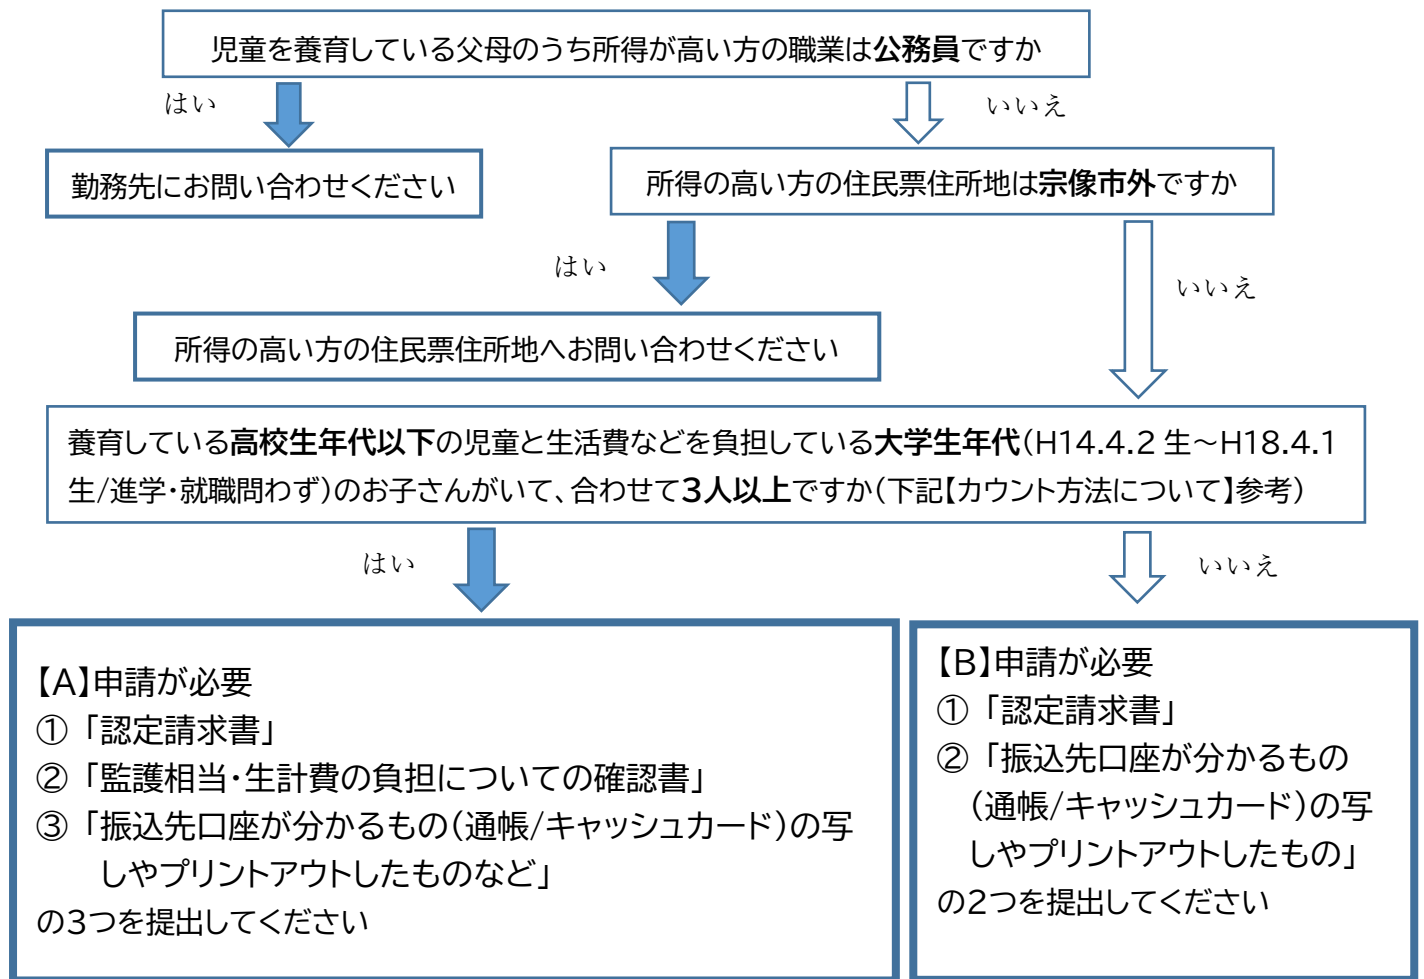 児童を養育している父母のうち所得が高い方の職業は公務員ですか
はい
いいえ
勤務先にお問い合わせください
所得の高い方の住民票住所地は宗像市外ですか
はい
いいえ
所得の高い方の住民票住所地へお問い合わせください
養育している高校生年代以下の児童と生活費などを負担している大学生年代(H14.4.2生～H18.4.1
生/進学・就職問わず)のお子さんがいて、合わせて3人以上ですか(下記【カウント方法について】参考)
はい
いいえ
【A】申請が必要
① 「認定請求書」
② 「監護相当・生計費の負担についての確認書」
③ 「振込先口座が分かるもの(通帳/キャッシュカード)の写
しやプリントアウトしたものなど」
の3つを提出してください
【B】申請が必要
① 「認定請求書」
② 「振込先口座が分かるもの
(通帳/キャッシュカード)の写
しやプリントアウトしたもの」
の2つを提出してください